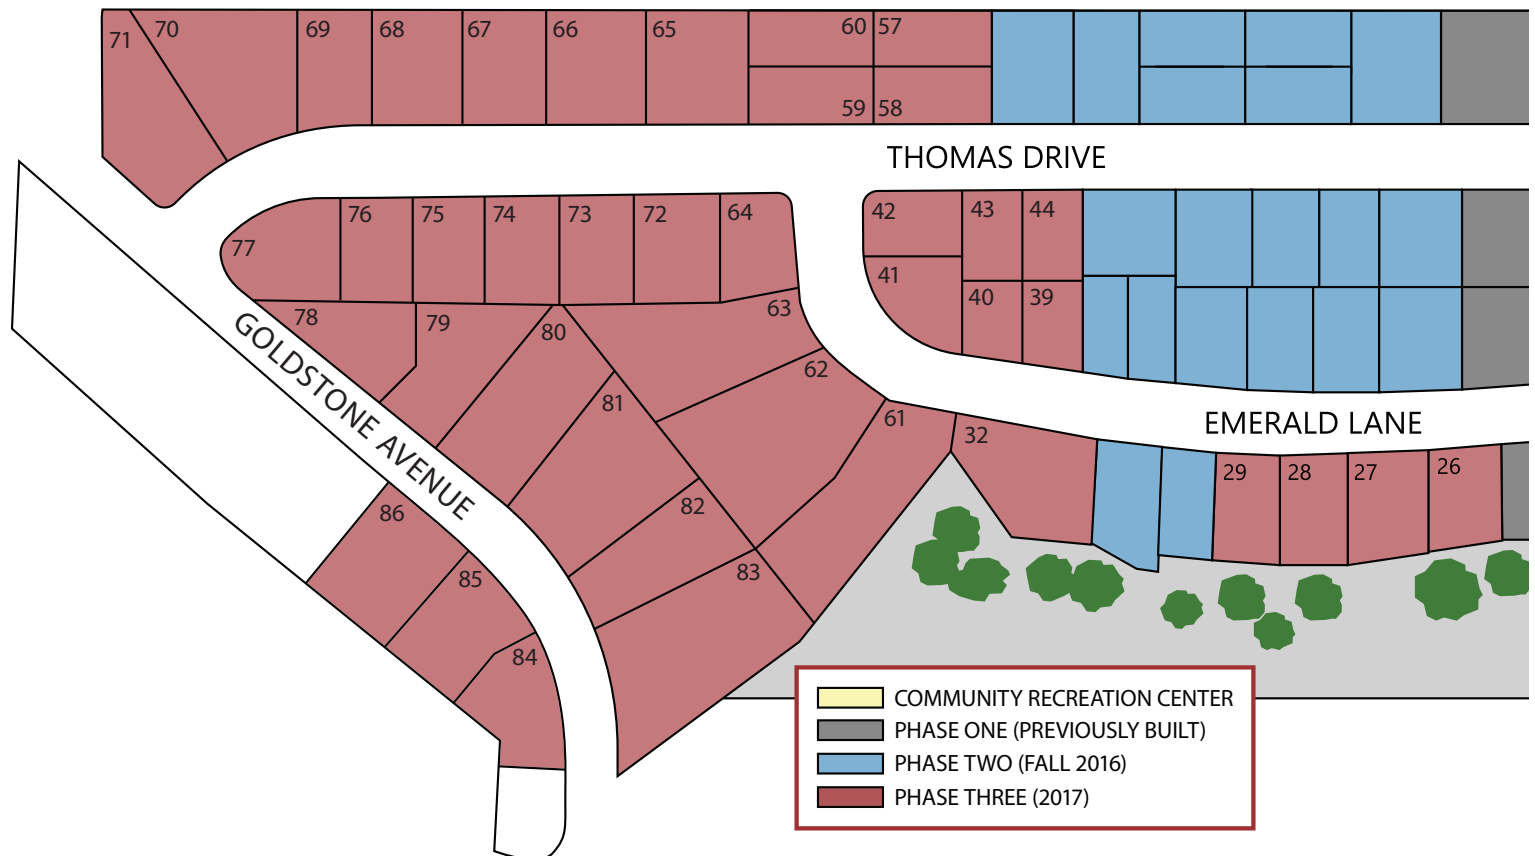 71 70 69 68 67 66 65 60 57
59 58
THOMAS DRIVE
77 76 75 74 73 72 64 42 43 44
41
40 39
78 79 80 63
62
81 61 32
GOLDSTONE AVENUE
EMERALD LANE
29 28 27 26
86 82
85 83
84
COMMUNITY RECREATION CENTER
PHASE ONE (PREVIOUSLY BUILT)
PHASE TWO (FALL 2016)
PHASE THREE (2017)